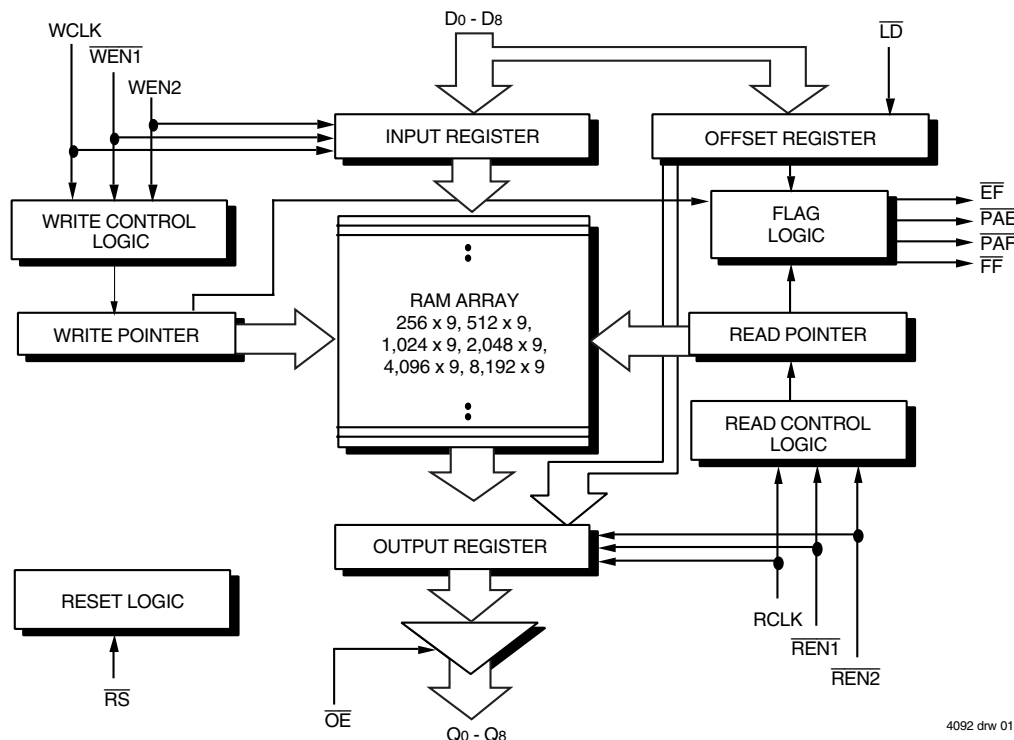 D0 - D8
WCLK
WEN1
WEN2
LD
INPUT REGISTER
OFFSET REGISTER
WRITE CONTROL
LOGIC
FLAG
LOGIC
EF
PAE
PAF
FF
RAM ARRAY
256 x 9, 512 x 9,
1,024 x 9, 2,048 x 9,
4,096 x 9, 8,192 x 9
WRITE POINTER
READ POINTER
READ CONTROL
LOGIC
OUTPUT REGISTER
RESET LOGIC
RCLK
REN1
REN2
RS
OE
Q0 - Q8
4092 drw 01